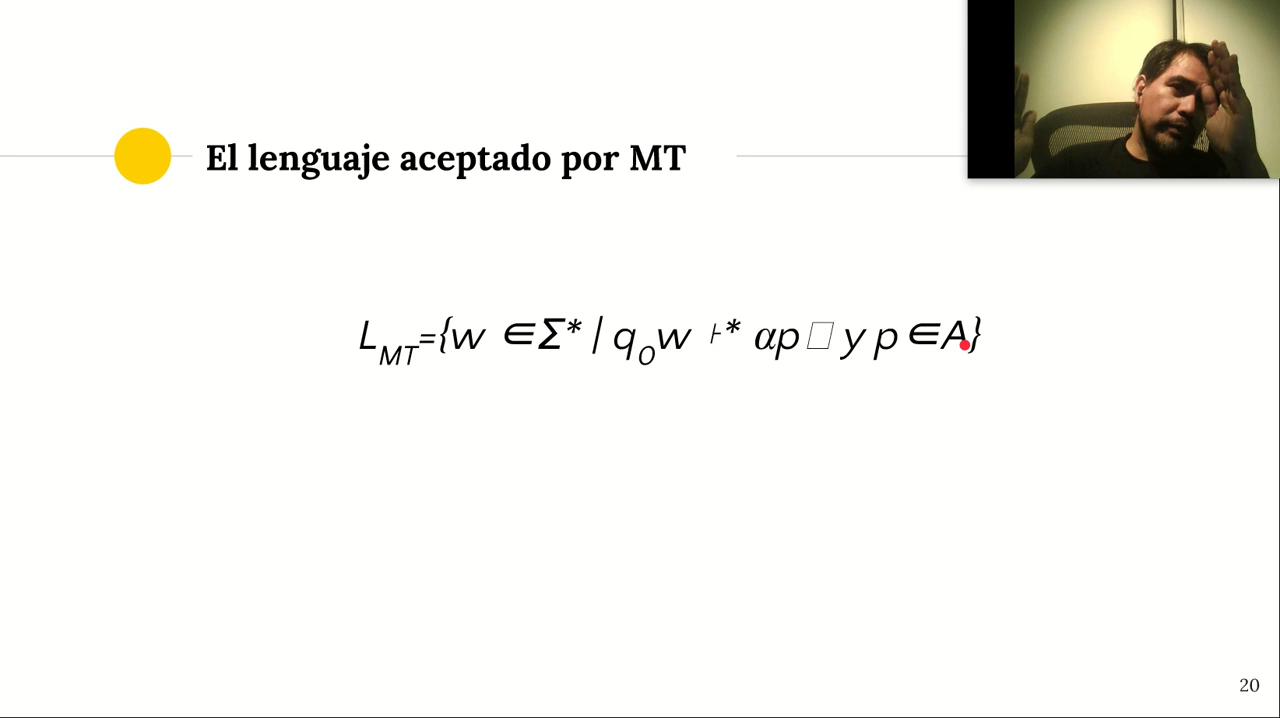 El lenguaje aceptado por MT
L_MT={w ∈Σ* | q_0w ⊦* αp□ y p∈A}
20